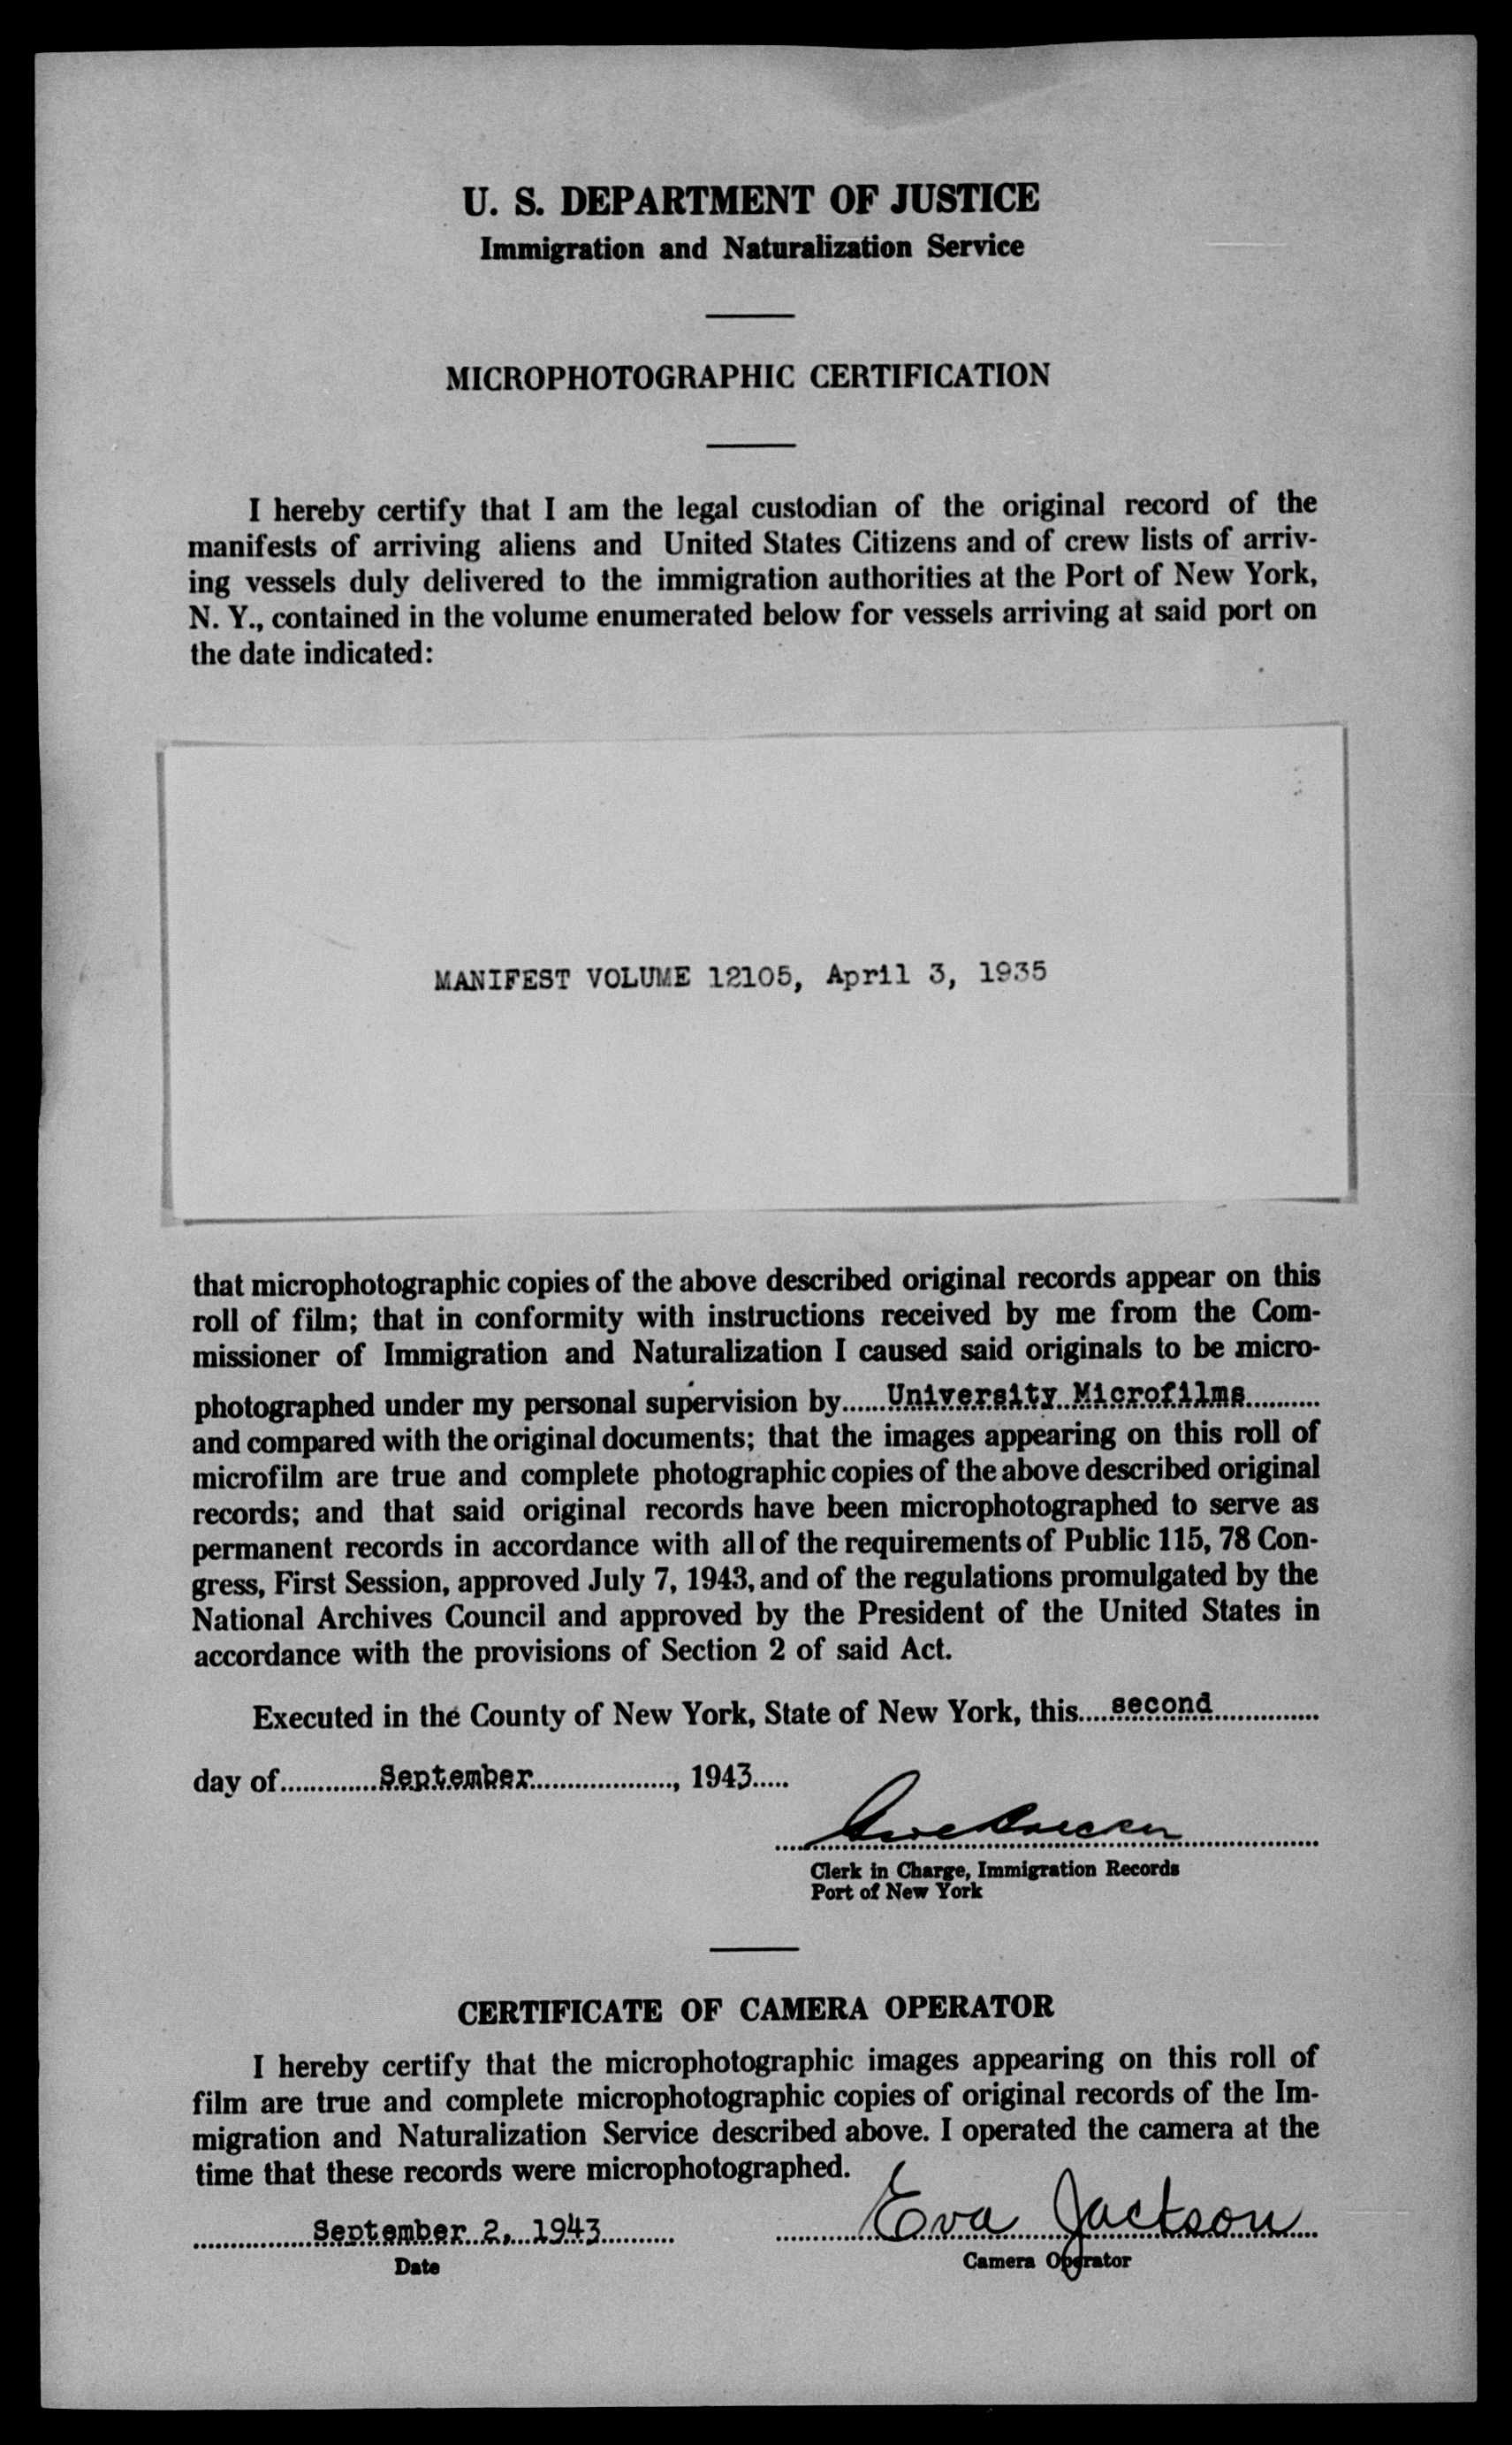 U. S. DEPARTMENT OF JUSTICE
Immigration and Naturalization Service
MICROPHOTOGRAPHIC CERTIFICATION
I hereby certify that I am the legal custodian of the original record of the
manifests of arriving aliens and United States Citizens and of crew lists of arriv-
ing vessels duly delivered to the immigration authorities at the Port of New York,
N. Y., contained in the volume enumerated below for vessels arriving at said port on
the date indicated:
MANIFEST VOLUME 12105, April 3, 1935
that microphotographic copies of the above described original records appear on this
roll of film; that in conformity with instructions received by me from the Com-
missioner of Immigration and Naturalization I caused said originals to be micro-
photographed under my personal supervision by......University Microfilms..........
and compared with the original documents; that the images appearing on this roll of
microfilm are true and complete photographic copies of the above described original
records; and that said original records have been microphotographed to serve as
permanent records in accordance with all of the requirements of Public 115, 78 Con-
gress, First Session, approved July 7, 1943, and of the regulations promulgated by the
National Archives Council and approved by the President of the United States in
accordance with the provisions of Section 2 of said Act.
Executed in the County of New York, State of New York, this.....second..............
day of.............September..................., 1943.....
Clerk in Charge, Immigration Records
Port of New York
CERTIFICATE OF CAMERA OPERATOR
I hereby certify that the microphotographic images appearing on this roll of
film are true and complete microphotographic copies of original records of the Im-
migration and Naturalization Service described above. I operated the camera at the
time that these records were microphotographed.
September 2, 1943 Eva Jackson
Date Camera Operator